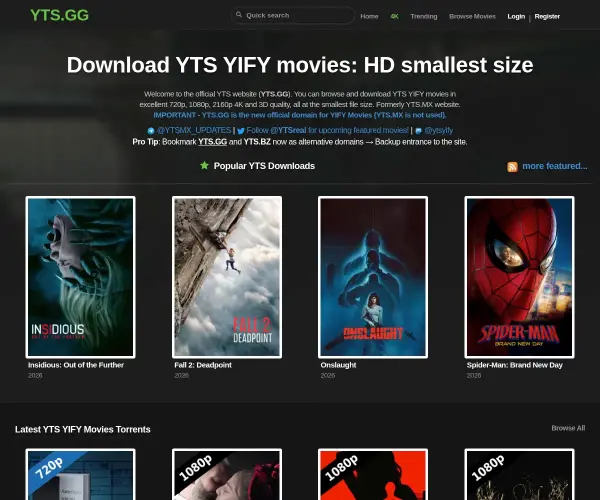 YTS.GG
Quick search
Home
4K
Trending
Browse Movies
Login
|
Register
Download YTS YIFY movies: HD smallest size
Welcome to the official YTS website (YTS.GG). You can browse and download YTS YIFY movies in
excellent 720p, 1080p, 2160p 4K and 3D quality, all at the smallest file size. Formerly YTS.MX website.
IMPORTANT - YTS.GG is the new official domain for YIFY Movies (YTS.MX is not used).
@YTSMX_UPDATES | Follow @YTSreal for upcoming featured movies! | @ytsyify
Pro Tip: Bookmark YTS.GG and YTS.BZ now as alternative domains → Backup entrance to the site.
Popular YTS Downloads
more featured...
INSIDIOUS
OUT OF THE FURTHER
FALL 2
DEADPOINT
ONSLAUGHT
SPIDER-MAN
BRAND NEW DAY
Insidious: Out of the Further
2026
Fall 2: Deadpoint
2026
Onslaught
2026
Spider-Man: Brand New Day
2026
Latest YTS YIFY Movies Torrents
Browse All
720p
1080p
1080p
1080p